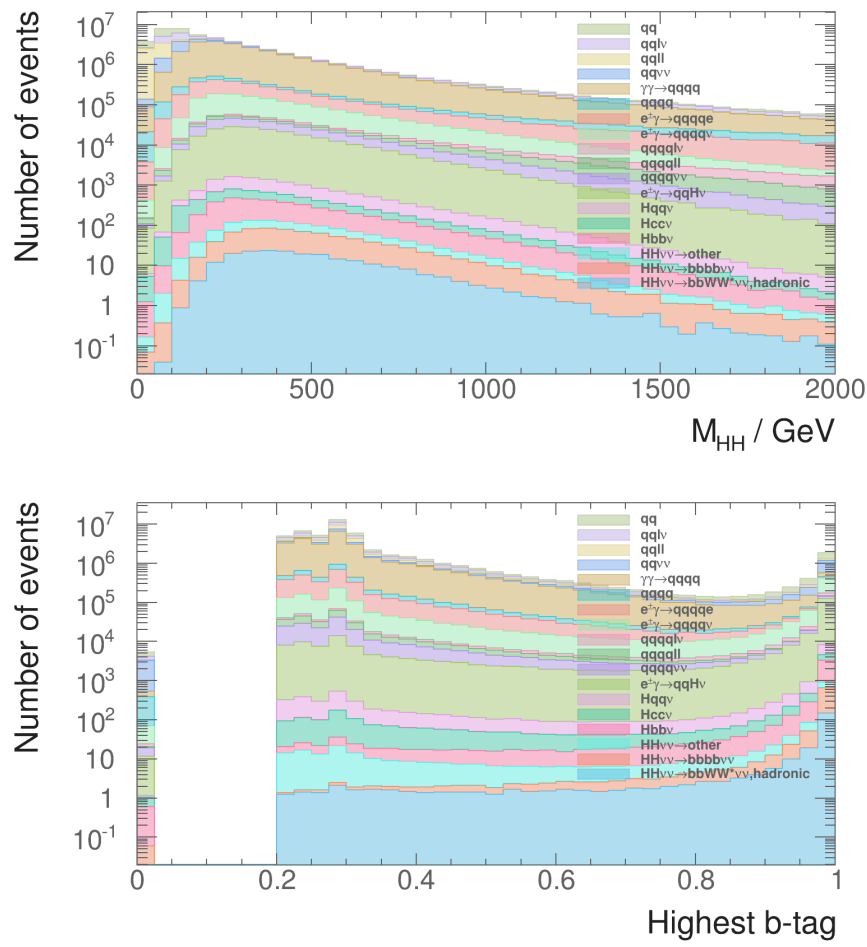 Number of events
10⁷
10⁶
10⁵
10⁴
10³
10²
10
1
10⁻¹
qq
qqlν
qqll
qqνν
γγ→qqqq
qqqq
e±γ→qqqqe
e±γ→qqqqν
qqqqlν
qqqqll
qqqqνν
e±γ→qqHν
Hqqν
Hccν
Hbbν
HHνν→other
HHνν→bbbbνν
HHνν→bbWW*νν,hadronic
0 500 1000 1500 2000
M_HH / GeV
Number of events
10⁷
10⁶
10⁵
10⁴
10³
10²
10
1
10⁻¹
qq
qqlν
qqll
qqνν
γγ→qqqq
qqqq
e±γ→qqqqe
e±γ→qqqqν
qqqqlν
qqqqll
qqqqνν
e±γ→qqHν
Hqqν
Hccν
Hbbν
HHνν→other
HHνν→bbbbνν
HHνν→bbWW*νν,hadronic
0 0.2 0.4 0.6 0.8 1
Highest b-tag